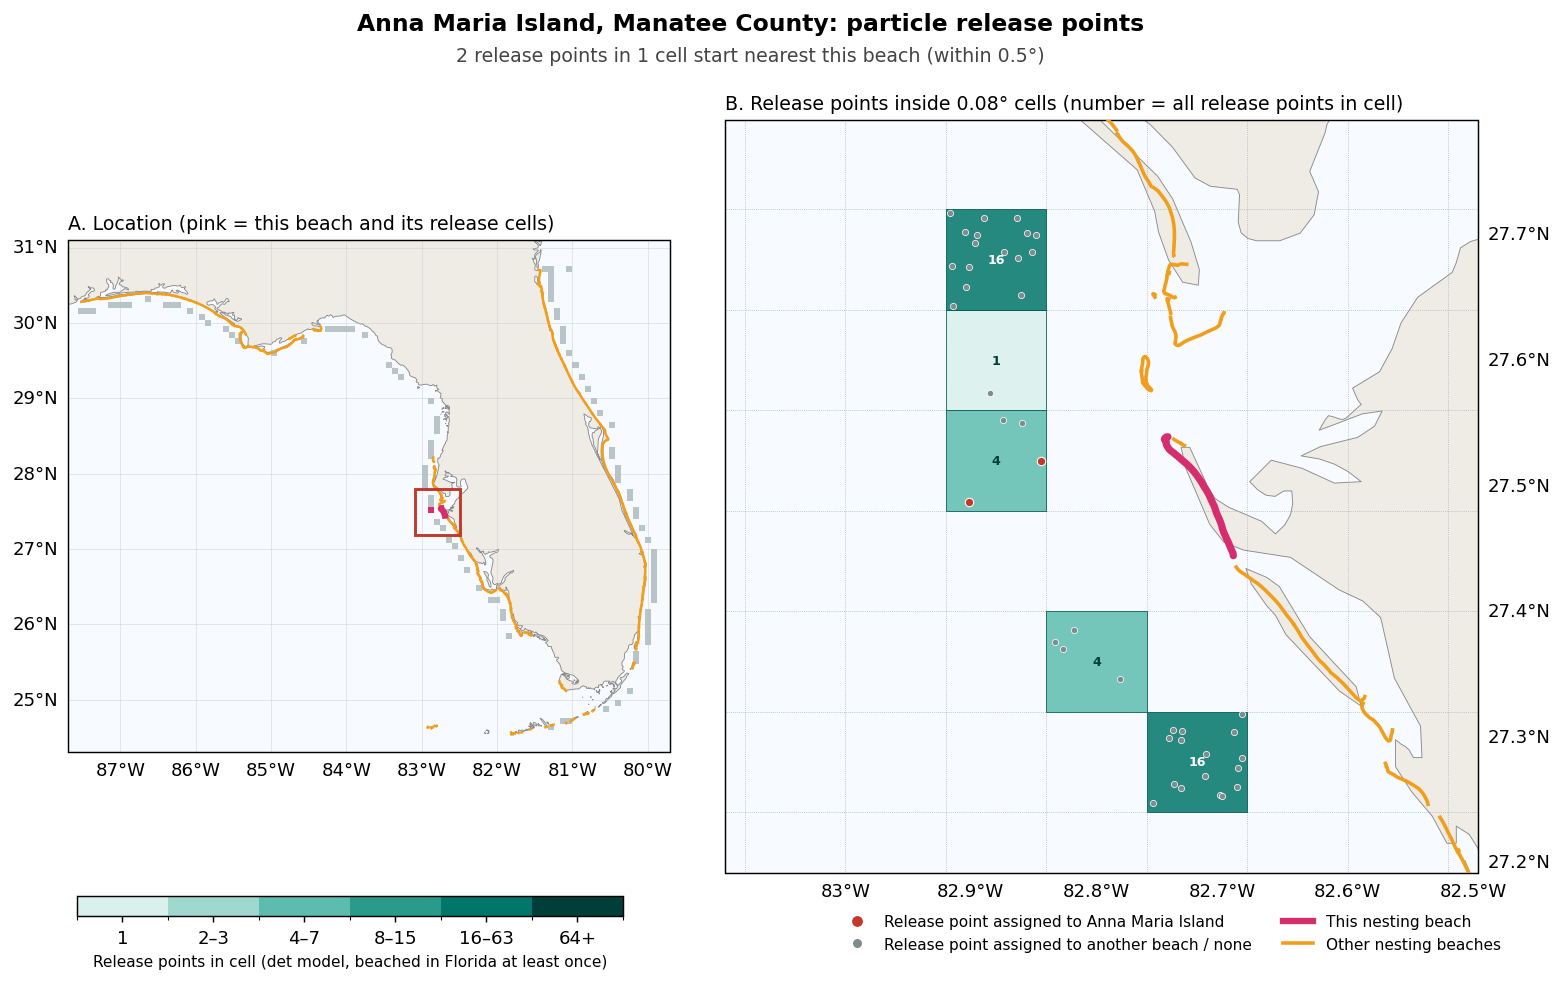 Anna Maria Island, Manatee County: particle release points
2 release points in 1 cell start nearest this beach (within 0.5°)
A. Location (pink = this beach and its release cells)
31°N
30°N
29°N
28°N
27°N
26°N
25°N
87°W 86°W 85°W 84°W 83°W 82°W 81°W 80°W
B. Release points inside 0.08° cells (number = all release points in cell)
16
1
4
4
16
27.7°N
27.6°N
27.5°N
27.4°N
27.3°N
27.2°N
83°W 82.9°W 82.8°W 82.7°W 82.6°W 82.5°W
1 2–3 4–7 8–15 16–63 64+
Release points in cell (det model, beached in Florida at least once)
Release point assigned to Anna Maria Island
Release point assigned to another beach / none
This nesting beach
Other nesting beaches